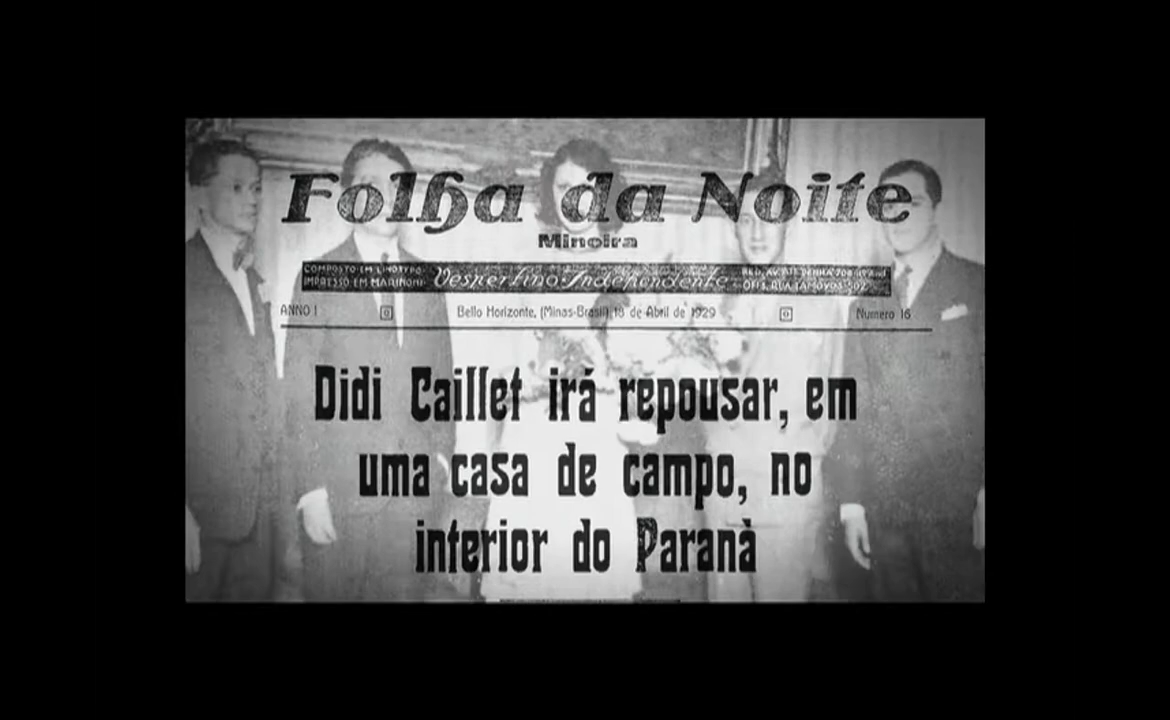 Folha da Noite
Mineira
COMPOSTO EM LINOTYPO-
IMPRESSO EM MARINONI-
Vespertino Independente
ANNO I
Bello Horizonte, (Minas-Brasil), 18 de Abril de 1929
Numero 16
Didi Caillet irá repousar, em
uma casa de campo, no
interior do Paranà